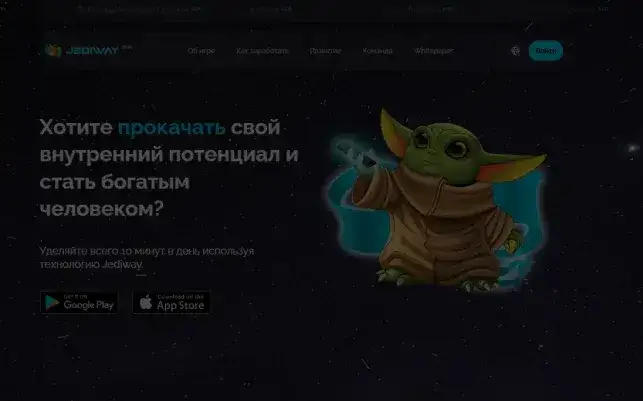 JEDIWAY
Об игре
Как заработать
Развитие
Команда
Whitepaper
Войти
Хотите прокачать свой
внутренний потенциал и
стать богатым
человеком?
Уделяйте всего 10 минут в день используя
технологию Jediway.
GET IT ON
Google Play
Download on the
App Store